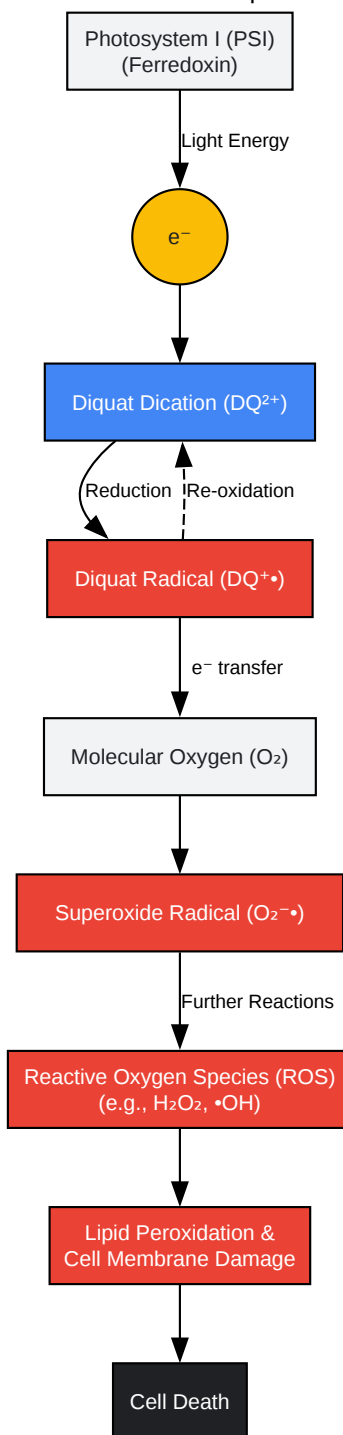 Photosystem I (PSI)
(Ferredoxin)
Light Energy
e⁻
Diquat Dication (DQ²⁺)
Reduction
Re-oxidation
Diquat Radical (DQ⁺•)
e⁻ transfer
Molecular Oxygen (O₂)
Superoxide Radical (O₂⁻•)
Further Reactions
Reactive Oxygen Species (ROS)
(e.g., H₂O₂, •OH)
Lipid Peroxidation &
Cell Membrane Damage
Cell Death